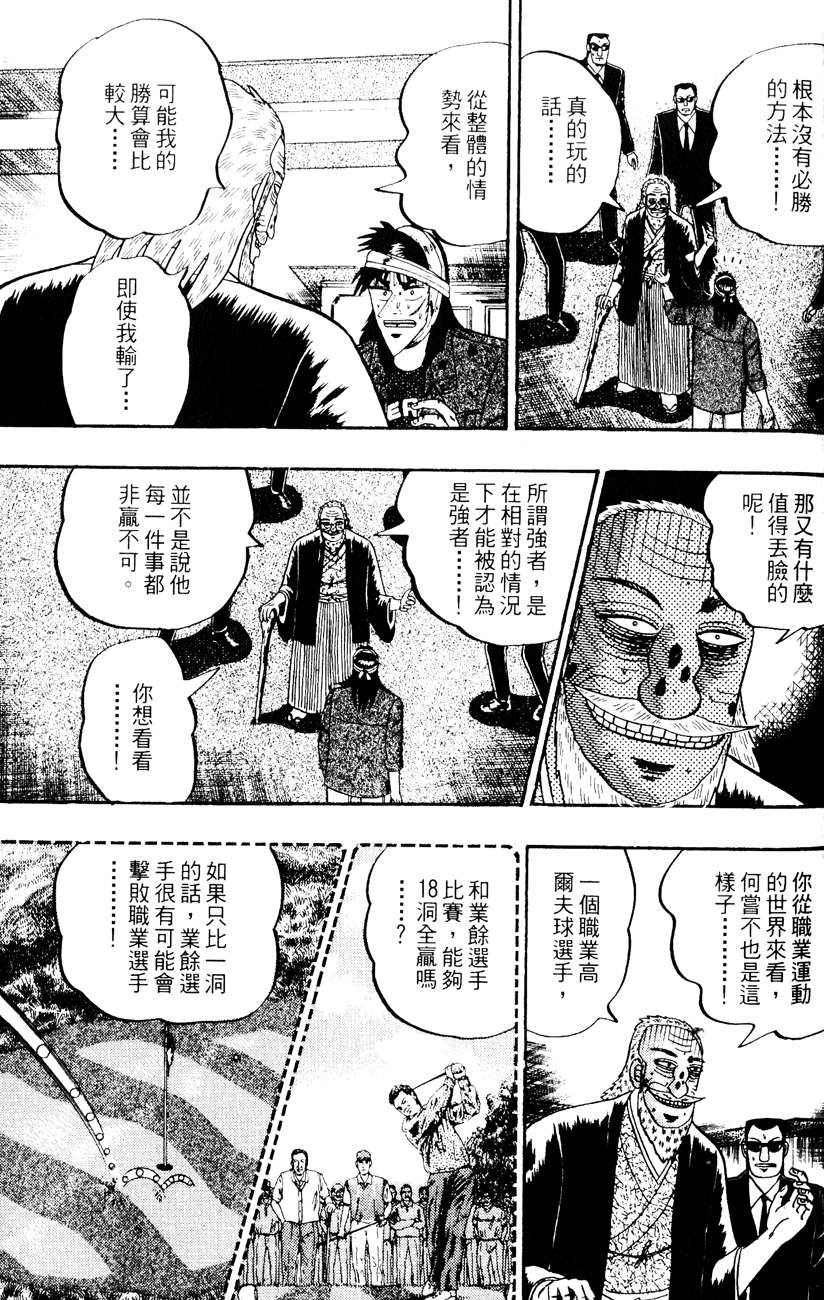 根本沒有必勝
的方法………！
真的玩的
話………
從整體的情
勢來看，
可能我的
勝算會比
較大………
即使我輸了…
那又有什麼
值得丟臉的
呢！
所謂強者，是
在相對的情況
下才能被認為
是強者………！
並不是說他
每一件事都
非贏不可。
你想看看
………！
你從職業運動
的世界來看，
何嘗不也是這
樣子………！
一個職業高
爾夫球選手，
和業餘選手
比賽，能夠
18洞全贏嗎
………？
如果只比一洞
的話，業餘選
手很有可能會
擊敗職業選手
………！